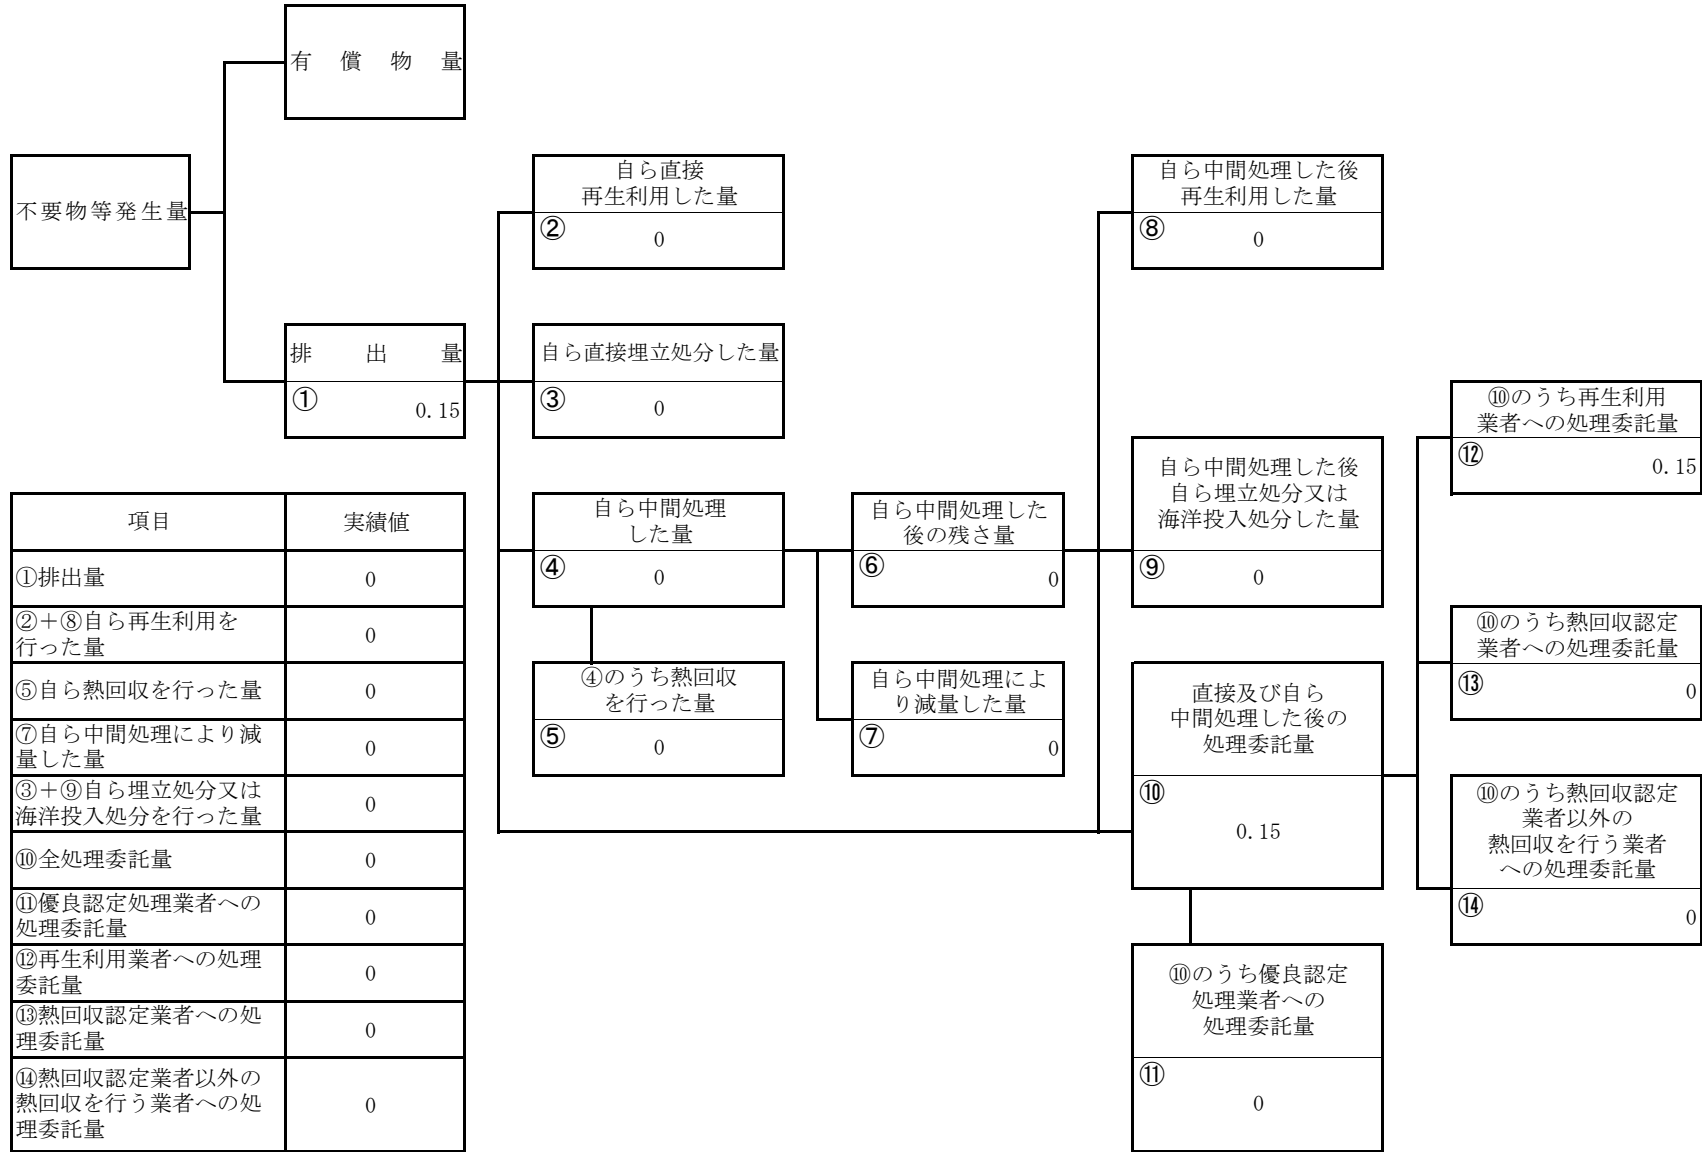 有償物量
不要物等発生量
排出量
①
0.15
自ら直接
再生利用した量
②
0
自ら直接埋立処分した量
③
0
自ら中間処理
した量
④
0
④のうち熱回収
を行った量
⑤
0
自ら中間処理した
後の残さ量
⑥
0
自ら中間処理によ
り減量した量
⑦
0
自ら中間処理した後
再生利用した量
⑧
0
自ら中間処理した後
自ら埋立処分又は
海洋投入処分した量
⑨
0
直接及び自ら
中間処理した後の
処理委託量
⑩
0.15
⑩のうち優良認定
処理業者への
処理委託量
⑪
0
⑩のうち再生利用
業者への処理委託量
⑫
0.15
⑩のうち熱回収認定
業者への処理委託量
⑬
0
⑩のうち熱回収認定
業者以外の
熱回収を行う業者
への処理委託量
⑭
0
項目 実績値
①排出量 0
②＋⑧自ら再生利用を
行った量 0
⑤自ら熱回収を行った量 0
⑦自ら中間処理により減
量した量 0
③＋⑨自ら埋立処分又は
海洋投入処分を行った量 0
⑩全処理委託量 0
⑪優良認定処理業者への
処理委託量 0
⑫再生利用業者への処理
委託量 0
⑬熱回収認定業者への処
理委託量 0
⑭熱回収認定業者以外の
熱回収を行う業者への処
理委託量 0